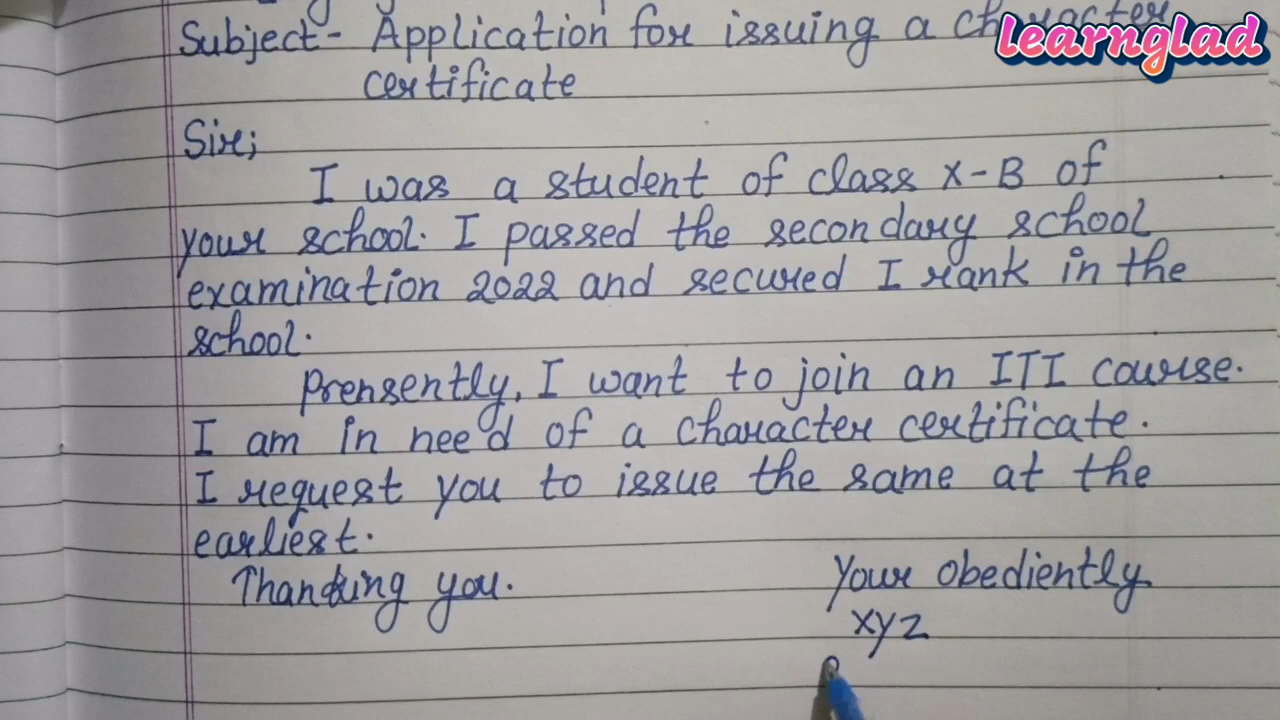 Subject- Application for issuing a character
learnglad
certificate
Sir;
I was a student of class X-B of
your school. I passed the secondary school
examination 2022 and secured I rank in the
school.
Prensently, I want to join an ITI course.
I am in need of a character certificate.
I request you to issue the same at the
earliest.
Thanking you.
Your obediently
xyz